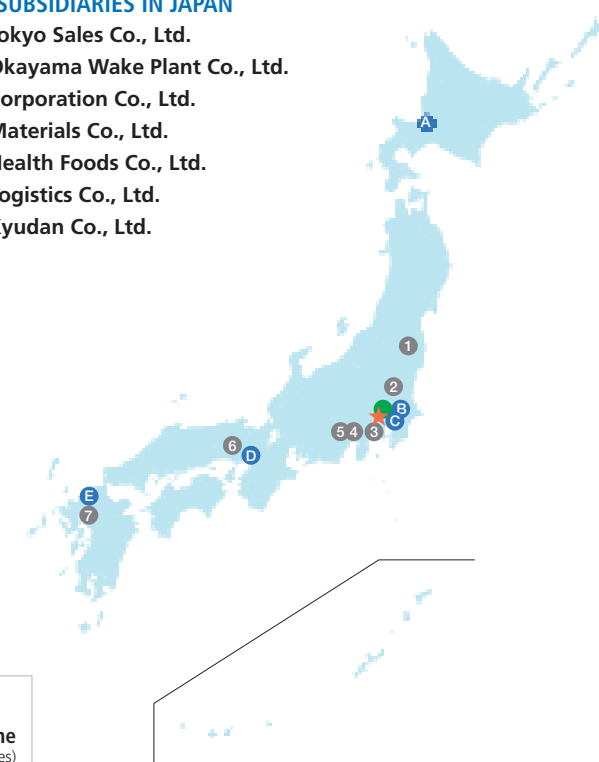 SUBSIDIARIES IN JAPAN
okyo Sales Co., Ltd.
Okayama Wake Plant Co., Ltd.
orporation Co., Ltd.
Materials Co., Ltd.
Health Foods Co., Ltd.
ogistics Co., Ltd.
yudan Co., Ltd.
A
1
2
B
C
5 4 3
6
D
E
7
ne
es)